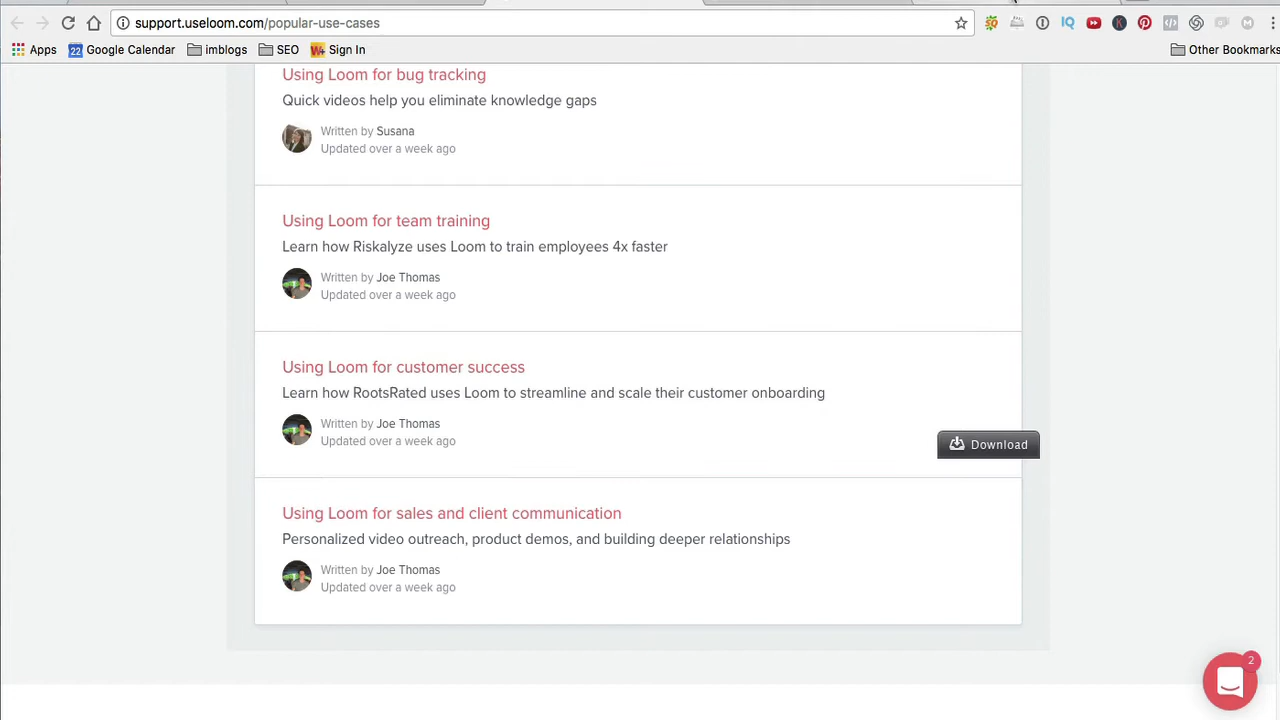 support.useloom.com/popular-use-cases
Apps
22 Google Calendar
imblogs
SEO
Sign In
Other Bookmarks
Using Loom for bug tracking
Quick videos help you eliminate knowledge gaps
Written by Susana
Updated over a week ago
Using Loom for team training
Learn how Riskalyze uses Loom to train employees 4x faster
Written by Joe Thomas
Updated over a week ago
Using Loom for customer success
Learn how RootsRated uses Loom to streamline and scale their customer onboarding
Written by Joe Thomas
Updated over a week ago
Download
Using Loom for sales and client communication
Personalized video outreach, product demos, and building deeper relationships
Written by Joe Thomas
Updated over a week ago
2